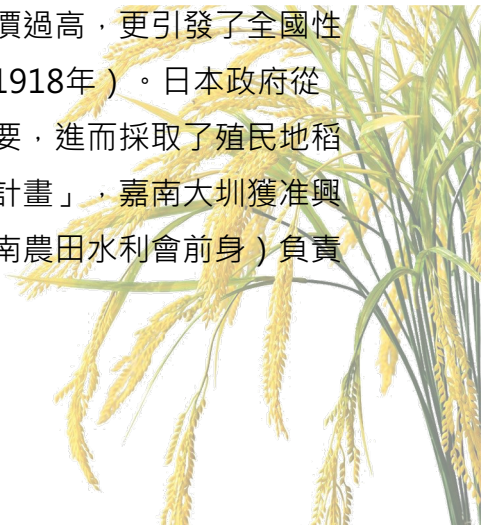 價過高，更引發了全國性
1918年）。日本政府從
要，進而採取了殖民地稻
計畫」，嘉南大圳獲准興
南農田水利會前身）負責